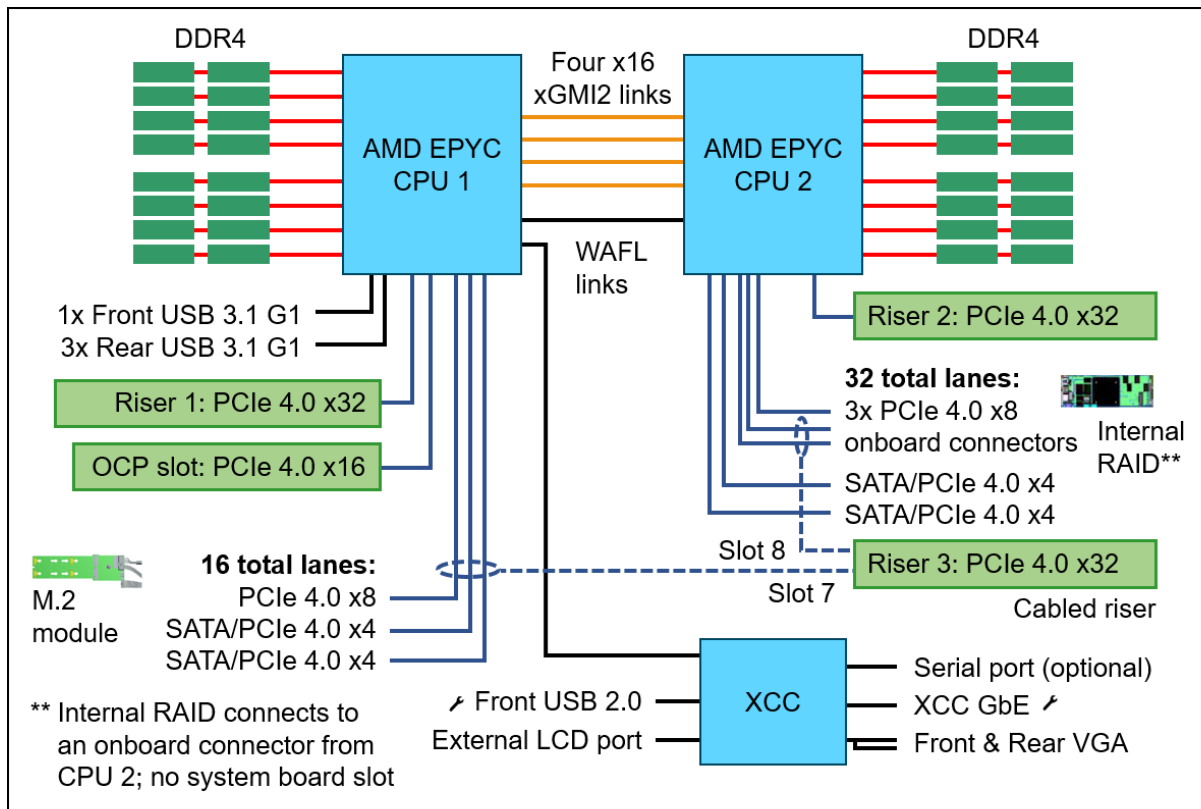 DDR4
DDR4
Four x16
xGMI2 links
AMD EPYC
CPU 1
AMD EPYC
CPU 2
WAFL
links
1x Front USB 3.1 G1
3x Rear USB 3.1 G1
Riser 1: PCIe 4.0 x32
OCP slot: PCIe 4.0 x16
Riser 2: PCIe 4.0 x32
32 total lanes:
3x PCIe 4.0 x8
onboard connectors
SATA/PCIe 4.0 x4
SATA/PCIe 4.0 x4
Internal
RAID**
Slot 8
Slot 7
Riser 3: PCIe 4.0 x32
Cabled riser
M.2
module
16 total lanes:
PCIe 4.0 x8
SATA/PCIe 4.0 x4
SATA/PCIe 4.0 x4
** Internal RAID connects to
an onboard connector from
CPU 2; no system board slot
Front USB 2.0
External LCD port
XCC
Serial port (optional)
XCC GbE
Front & Rear VGA